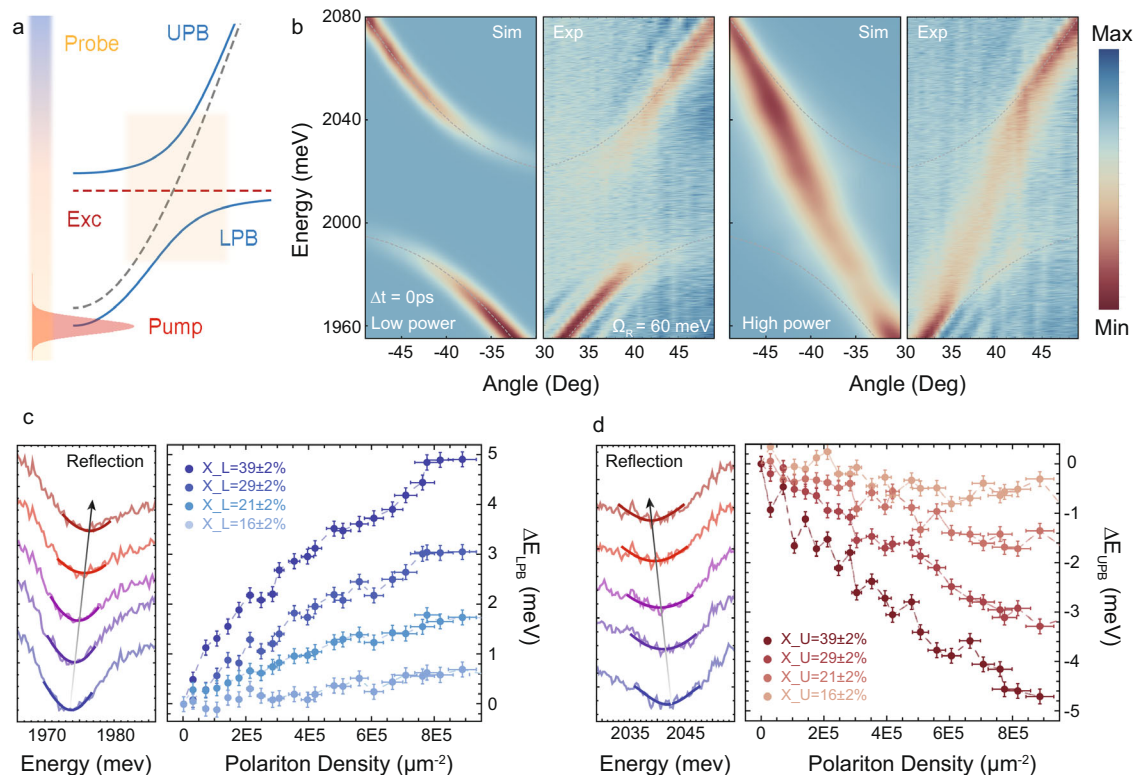 a
Probe
UPB
Exc
LPB
Pump
b
Energy (meV)
2080
2040
2000
1960
Sim
Exp
Sim
Exp
Δt = 0ps
Low power
Ω_R = 60 meV
High power
-45
-40
-35
30
35
40
45
-45
-40
-35
30
35
40
45
Angle (Deg)
Angle (Deg)
Max
Min
c
Reflection
1970
1980
Energy (mev)
X_L=39±2%
X_L=29±2%
X_L=21±2%
X_L=16±2%
5
4
3
2
1
0
ΔE_LPB (meV)
0
2E5
4E5
6E5
8E5
Polariton Density (µm⁻²)
d
Reflection
2035
2045
Energy (mev)
X_U=39±2%
X_U=29±2%
X_U=21±2%
X_U=16±2%
0
-1
-2
-3
-4
-5
ΔE_UPB (meV)
0
2E5
4E5
6E5
8E5
Polariton Density (µm⁻²)